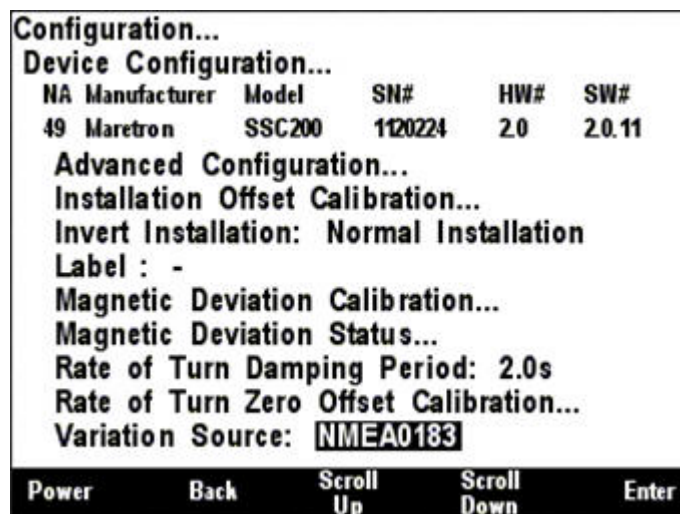 Configuration...
Device Configuration...
NA Manufacturer Model SN# HW# SW#
49 Maretron SSC200 1120224 2.0 2.0.11
Advanced Configuration...
Installation Offset Calibration...
Invert Installation: Normal Installation
Label : -
Magnetic Deviation Calibration...
Magnetic Deviation Status...
Rate of Turn Damping Period: 2.0s
Rate of Turn Zero Offset Calibration...
Variation Source: NMEA0183
Power Back Scroll Up Scroll Down Enter